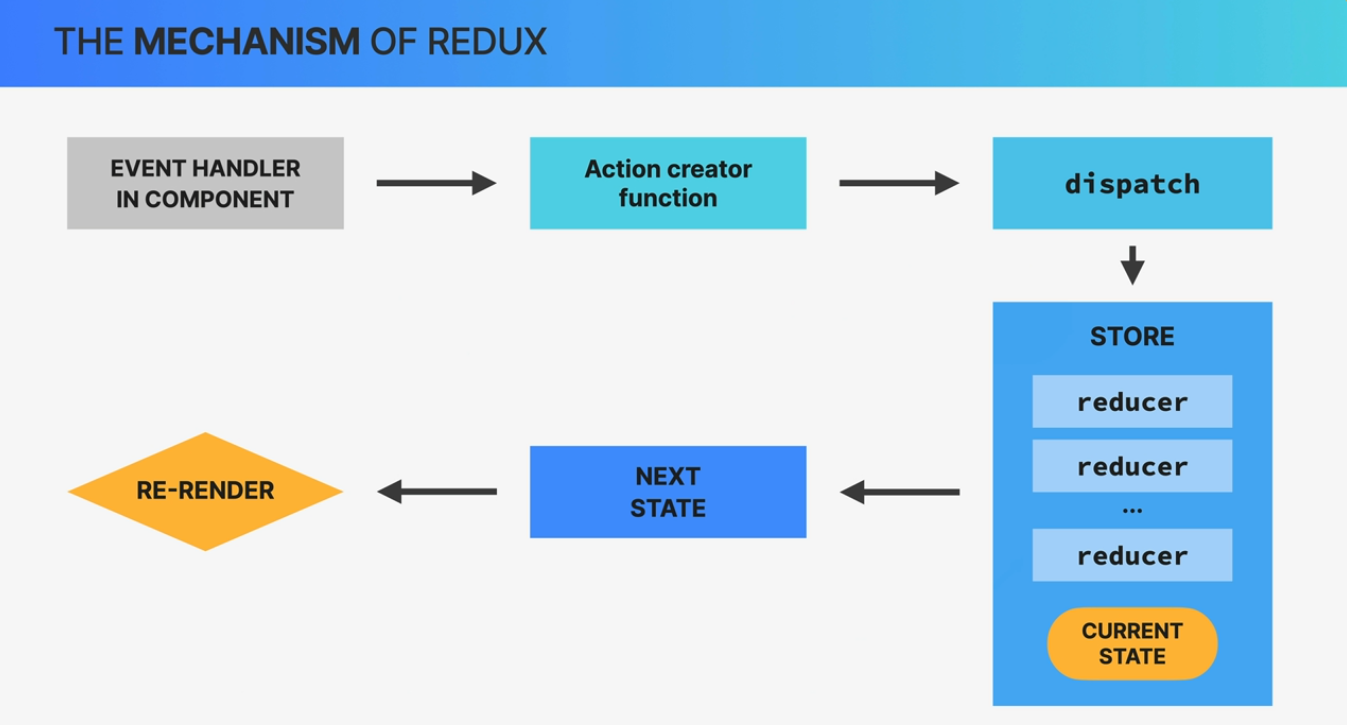 THE MECHANISM OF REDUX
EVENT HANDLER
IN COMPONENT
Action creator
function
dispatch
STORE
reducer
reducer
...
reducer
CURRENT
STATE
NEXT
STATE
RE-RENDER